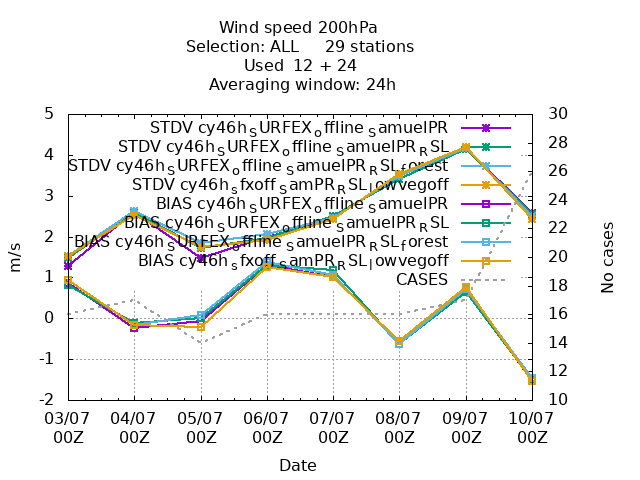 Wind speed 200hPa
Selection: ALL 29 stations
Used 12 + 24
Averaging window: 24h
5 30
STDV cy46h_SURFEX_offline_samuelPR
28
4 STDV cy46h_SURFEX_offline_samuelPR_RSL
STDV cy46h_SURFEX_offline_samuelPR_RSL_forest
26
STDV cy46h_sfxoff_samPR_RSL_lowvegoff
3 24
BIAS cy46h_SURFEX_offline_samuelPR
BIAS cy46h_SURFEX_offline_samuelPR_RSL
22
2 BIAS cy46h_SURFEX_offline_samuelPR_RSL_forest
BIAS cy46h_sfxoff_samPR_RSL_lowvegoff
20
1 CASES
18
0 16
-1 14
12
-2 10
m/s
No cases
03/07 04/07 05/07 06/07 07/07 08/07 09/07 10/07
00Z 00Z 00Z 00Z 00Z 00Z 00Z 00Z
Date